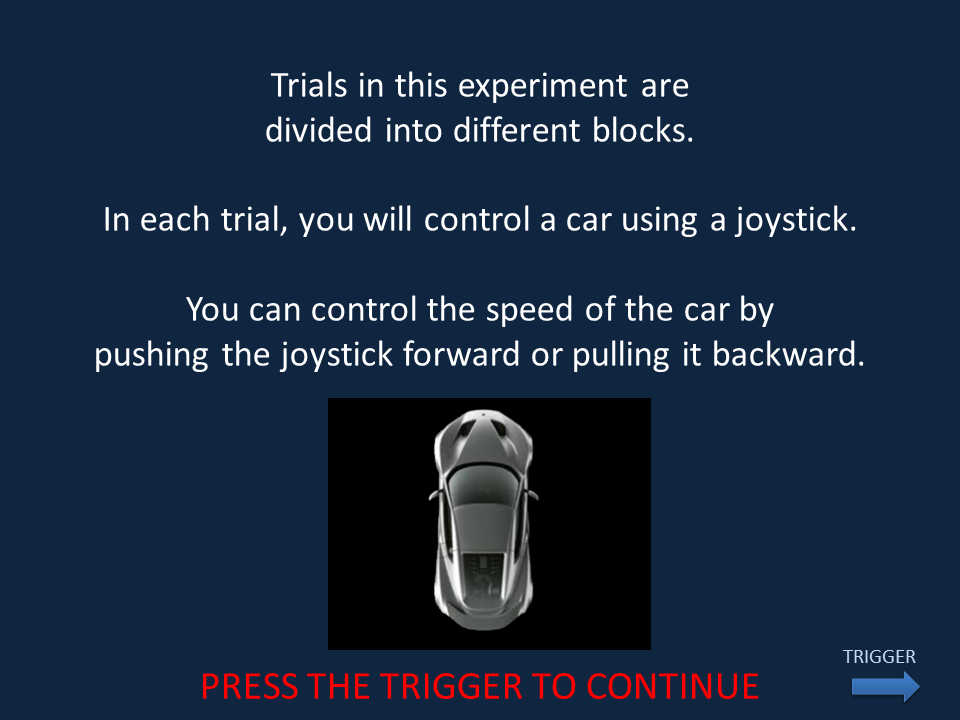 Trials in this experiment are
divided into different blocks.
In each trial, you will control a car using a joystick.
You can control the speed of the car by
pushing the joystick forward or pulling it backward.
TRIGGER
PRESS THE TRIGGER TO CONTINUE